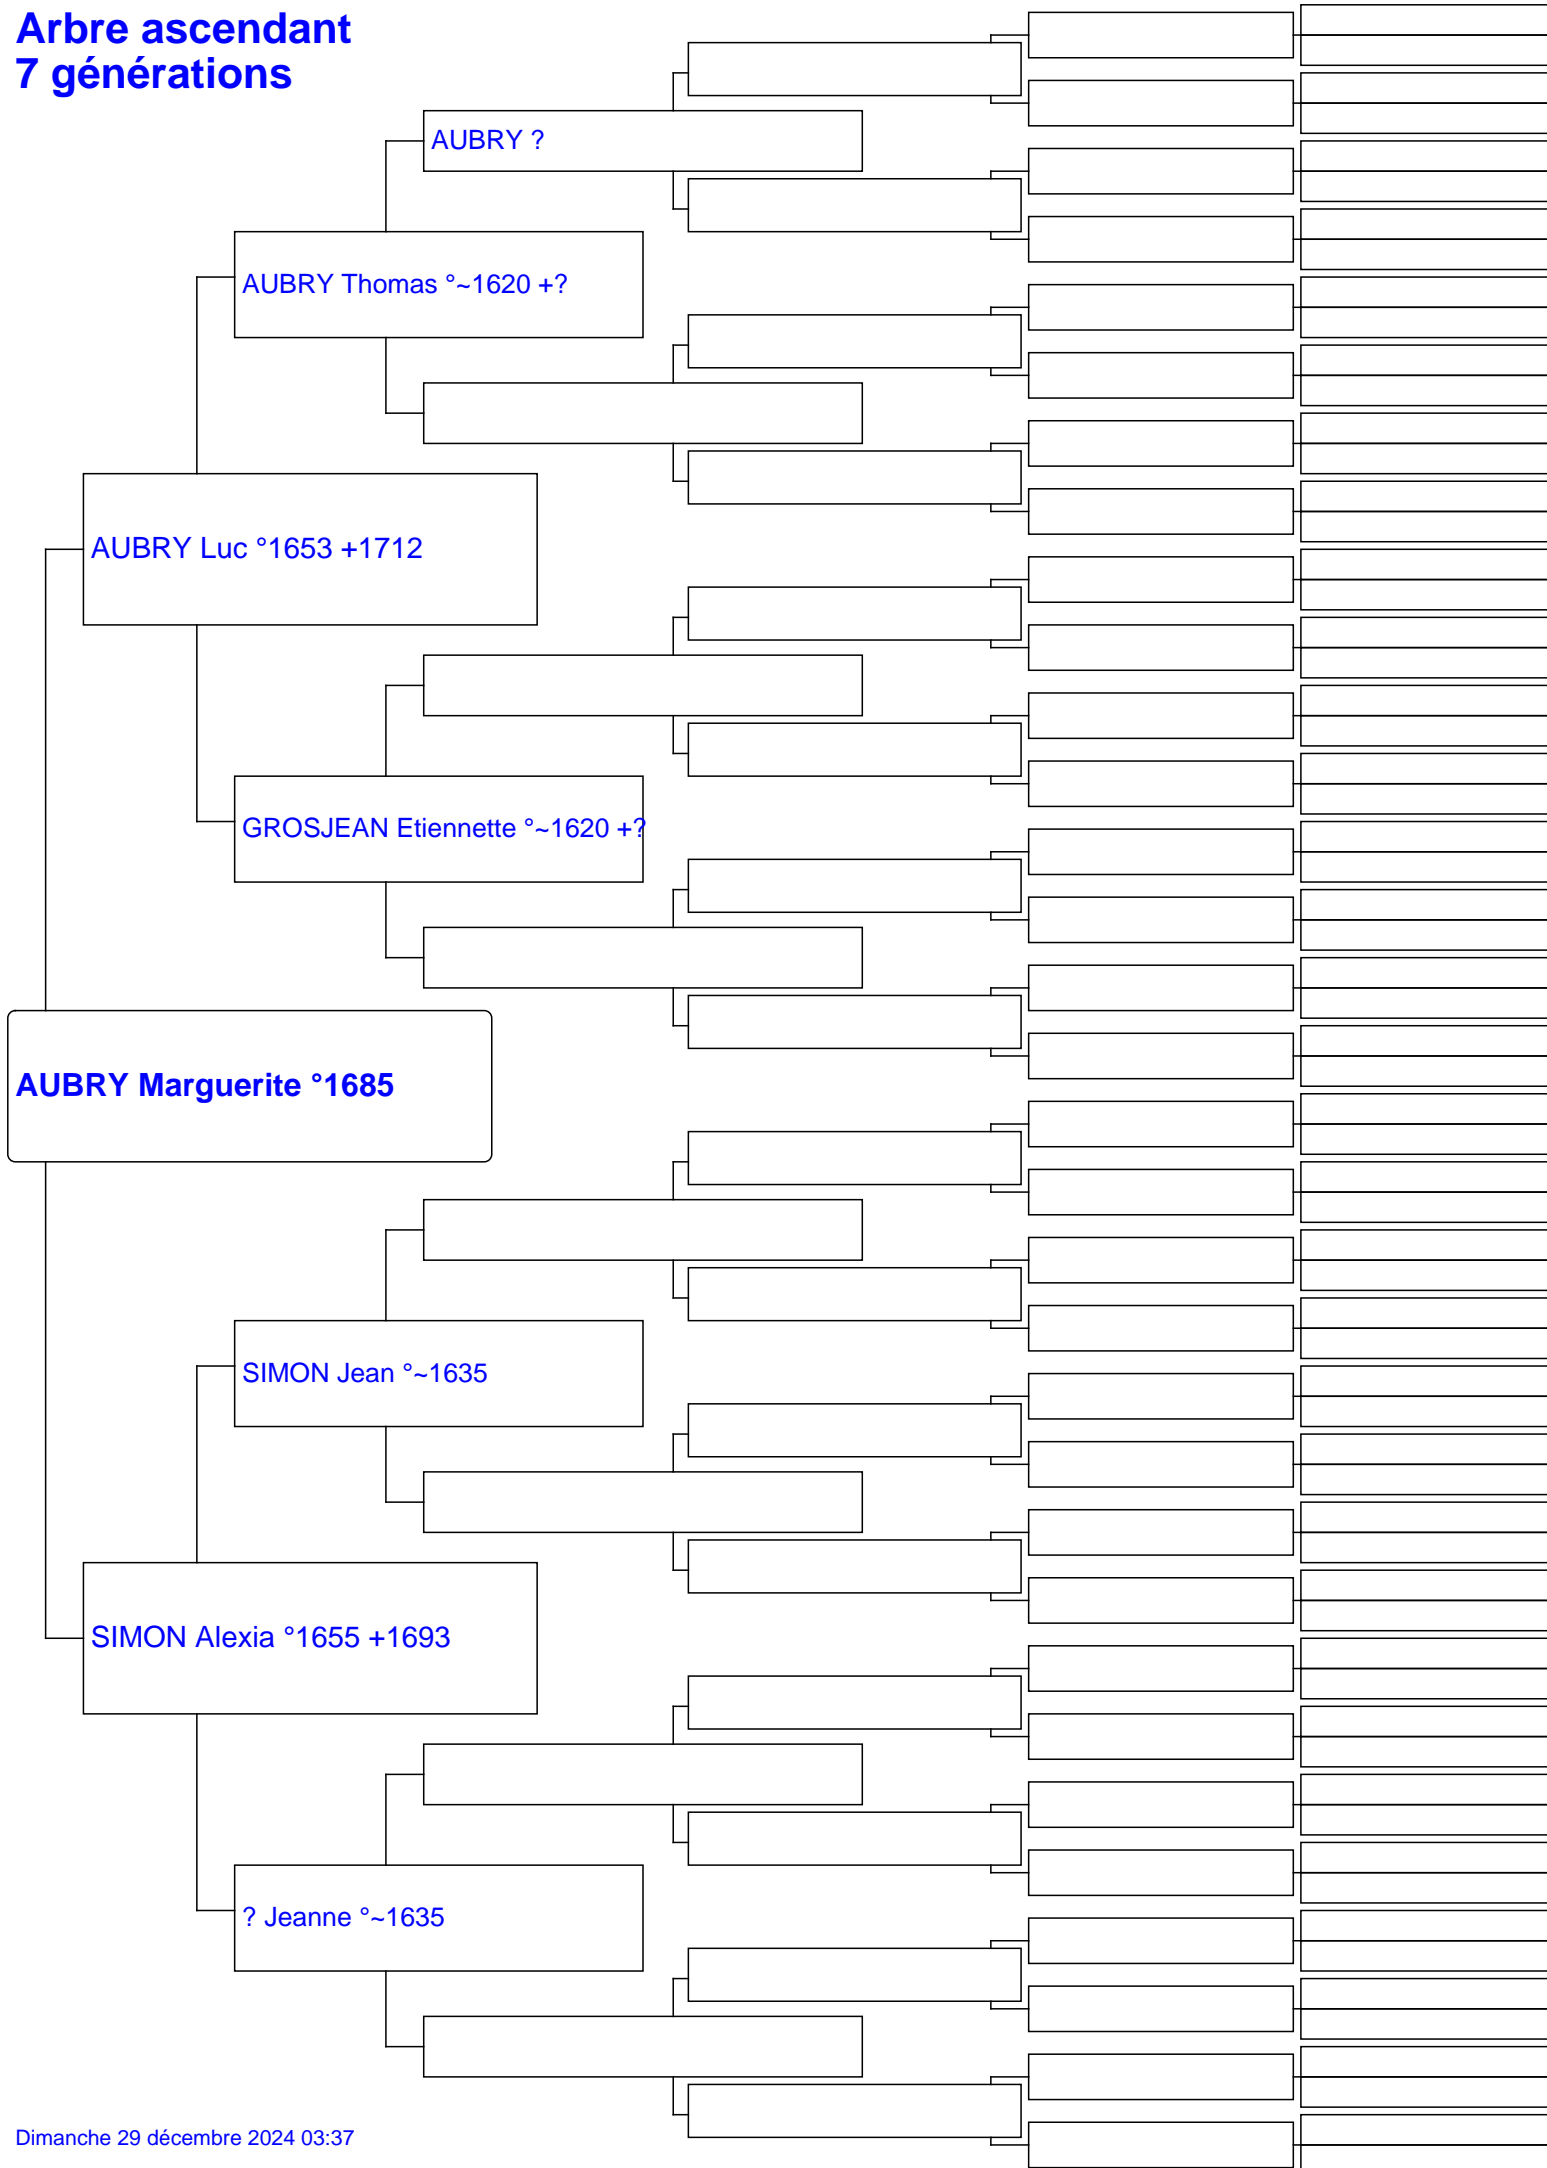 Arbre ascendant
7 générations
AUBRY ?
AUBRY Thomas °~1620 +?
AUBRY Luc °1653 +1712
GROSJEAN Etiennette °~1620 +?
AUBRY Marguerite °1685
SIMON Jean °~1635
SIMON Alexia °1655 +1693
? Jeanne °~1635
Dimanche 29 décembre 2024 03:37